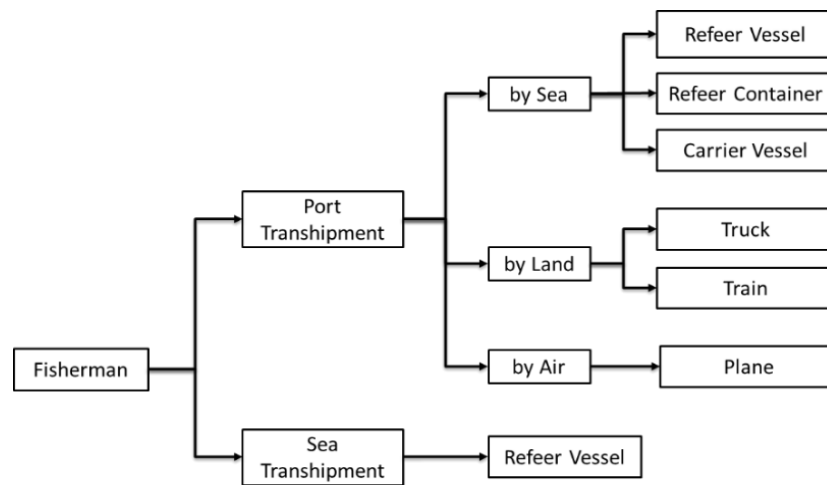 Refeer Vessel
by Sea
Refeer Container
Carrier Vessel
Port
Transhipment
Truck
by Land
Train
Fisherman
by Air
Plane
Sea
Transhipment
Refeer Vessel